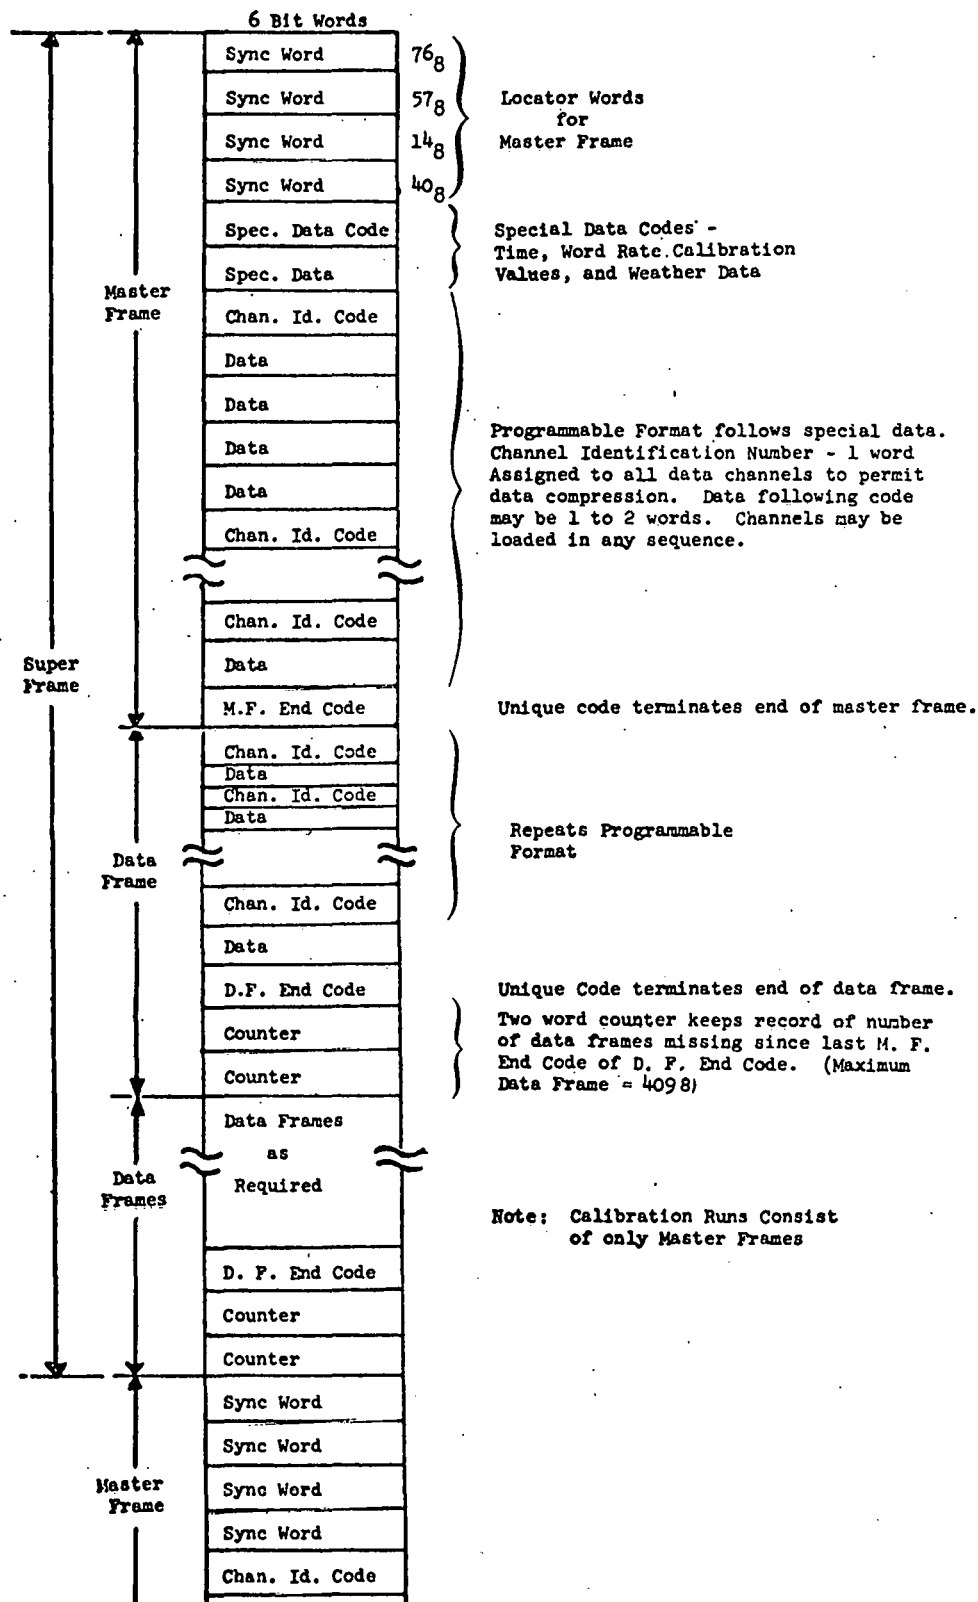 6 Bit Words
Sync Word 76₈
Sync Word 57₈
Sync Word 14₈
Sync Word 40₈
Locator Words
for
Master Frame
Spec. Data Code
Spec. Data
Special Data Codes -
Time, Word Rate.Calibration
Values, and Weather Data
Master
Frame
Chan. Id. Code
Data
Data
Data
Data
Chan. Id. Code
Programmable Format follows special data.
Channel Identification Number - 1 word
Assigned to all data channels to permit
data compression. Data following code
may be 1 to 2 words. Channels may be
loaded in any sequence.
Chan. Id. Code
Data
Super
Frame
M.F. End Code
Unique code terminates end of master frame.
Chan. Id. Code
Data
Chan. Id. Code
Data
Repeats Programmable
Format
Data
Frame
Chan. Id. Code
Data
D.F. End Code
Unique Code terminates end of data frame.
Counter
Counter
Two word counter keeps record of number
of data frames missing since last M. F.
End Code of D. F. End Code. (Maximum
Data Frame = 4098)
Data Frames
as
Required
Data
Frames
Note: Calibration Runs Consist
of only Master Frames
D. F. End Code
Counter
Counter
Sync Word
Sync Word
Sync Word
Sync Word
Chan. Id. Code
Master
Frame